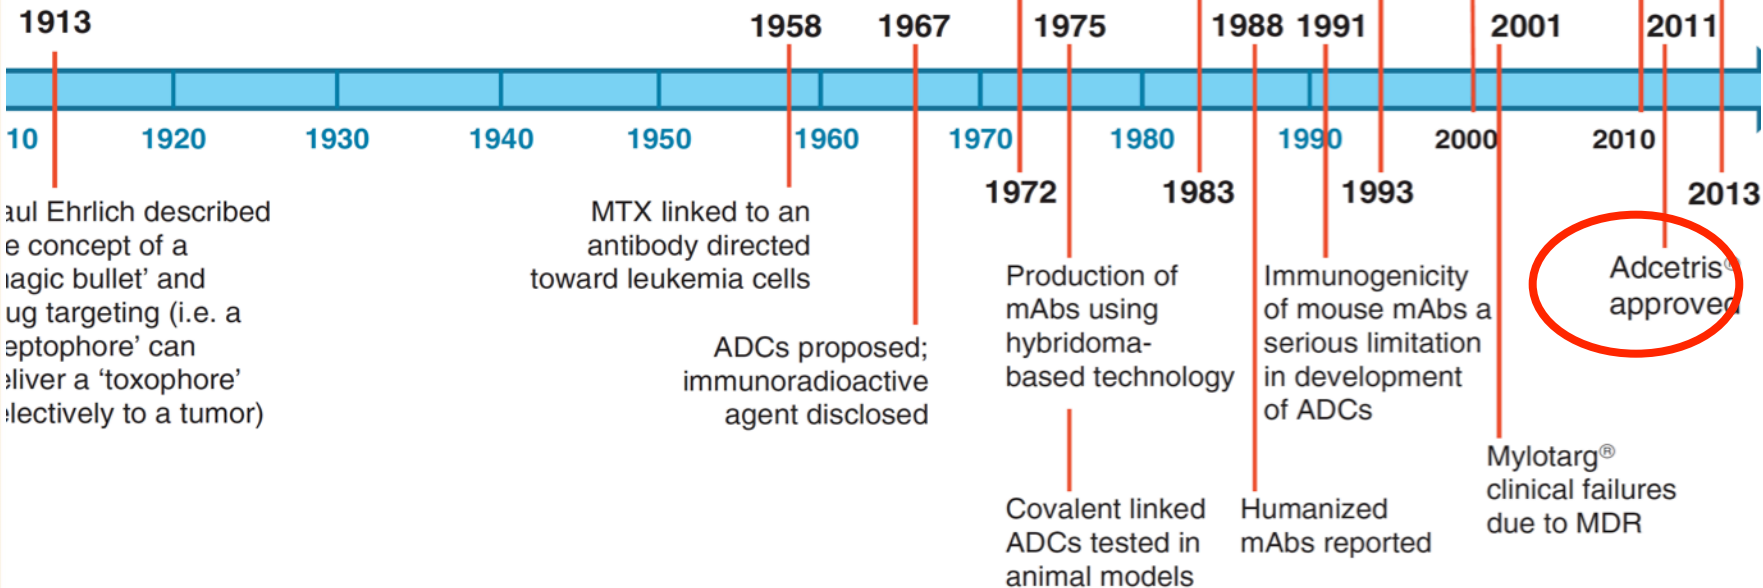 1913
1958
1967
1975
1988
1991
2001
2011
10
1920
1930
1940
1950
1960
1970
1980
1990
2000
2010
1972
1983
1993
2013
aul Ehrlich described
e concept of a
agic bullet’ and
ug targeting (i.e. a
eptophore’ can
eliver a ‘toxophore’
electively to a tumor)
MTX linked to an
antibody directed
toward leukemia cells
ADCs proposed;
immunoradioactive
agent disclosed
Production of
mAbs using
hybridoma-
based technology
Covalent linked
ADCs tested in
animal models
Immunogenicity
of mouse mAbs a
serious limitation
in development
of ADCs
Humanized
mAbs reported
Mylotarg®
clinical failures
due to MDR
Adcetris®
approved